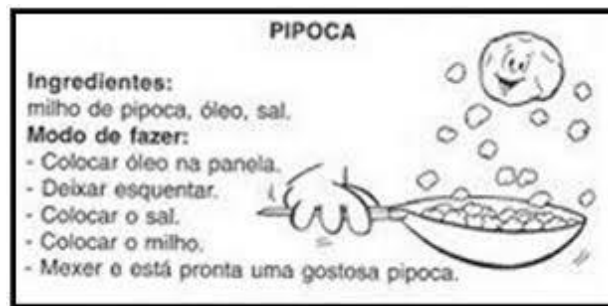 PIPOCA
Ingredientes:
milho de pipoca, óleo, sal.
Modo de fazer:
- Colocar óleo na panela.
- Deixar esquentar.
- Colocar o sal.
- Colocar o milho.
- Mexer e está pronta uma gostosa pipoca.